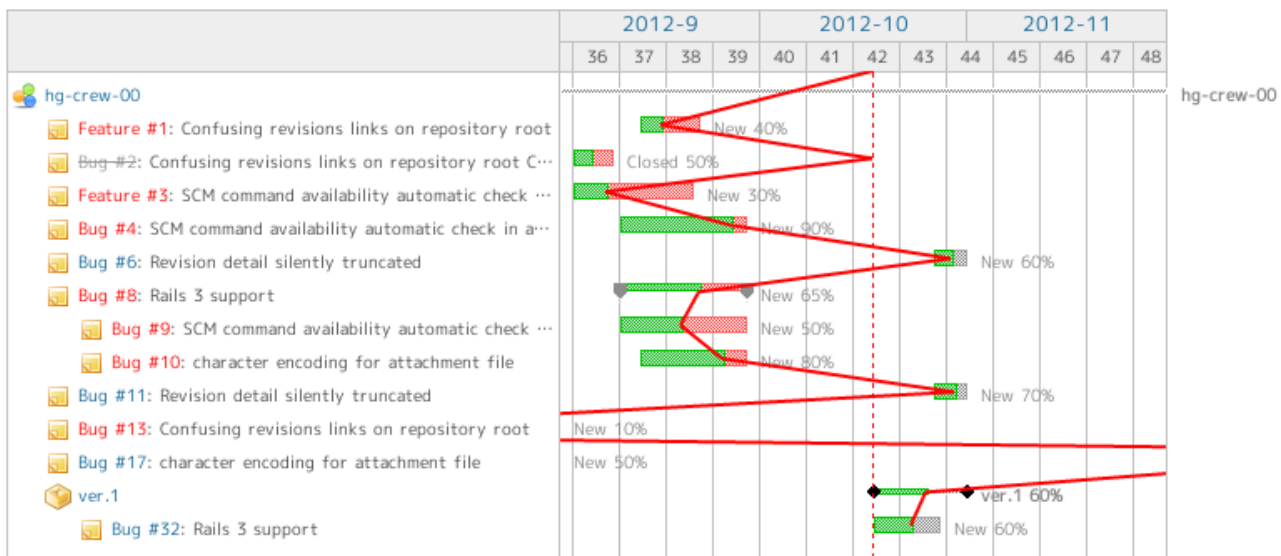 2012-9 2012-10 2012-11
36 37 38 39 40 41 42 43 44 45 46 47 48
hg-crew-00 hg-crew-00
Feature #1: Confusing revisions links on repository root New 40%
Bug #2: Confusing revisions links on repository root C⋯ Closed 50%
Feature #3: SCM command availability automatic check ⋯ New 30%
Bug #4: SCM command availability automatic check in a⋯ New 90%
Bug #6: Revision detail silently truncated New 60%
Bug #8: Rails 3 support New 65%
Bug #9: SCM command availability automatic check ⋯ New 50%
Bug #10: character encoding for attachment file New 80%
Bug #11: Revision detail silently truncated New 70%
Bug #13: Confusing revisions links on repository root New 10%
Bug #17: character encoding for attachment file New 50%
ver.1 ver.1 60%
Bug #32: Rails 3 support New 60%